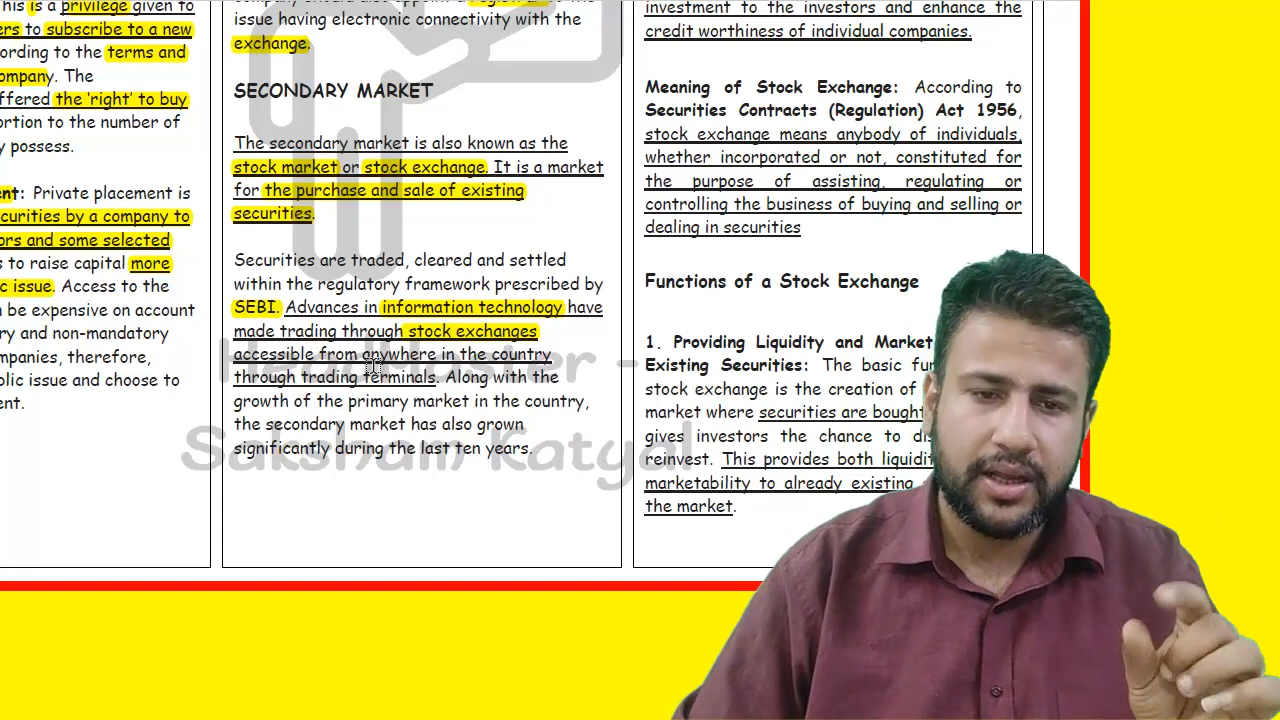 This is a privilege given to
ers to subscribe to a new
cording to the terms and
ompany. The
ffered the 'right' to buy
ortion to the number of
y possess.
ent: Private placement is
ecurities by a company to
ors and some selected
s to raise capital more
c issue. Access to the
n be expensive on account
ry and non-mandatory
mpanies, therefore,
blic issue and choose to
ent.
issue having electronic connectivity with the
exchange.
SECONDARY MARKET
The secondary market is also known as the
stock market or stock exchange. It is a market
for the purchase and sale of existing
securities.
Securities are traded, cleared and settled
within the regulatory framework prescribed by
SEBI. Advances in information technology have
made trading through stock exchanges
accessible from anywhere in the country
through trading terminals. Along with the
growth of the primary market in the country,
the secondary market has also grown
significantly during the last ten years.
investment to the investors and enhance the
credit worthiness of individual companies.
Meaning of Stock Exchange: According to
Securities Contracts (Regulation) Act 1956,
stock exchange means anybody of individuals,
whether incorporated or not, constituted for
the purpose of assisting, regulating or
controlling the business of buying and selling or
dealing in securities
Functions of a Stock Exchange
1. Providing Liquidity and Market
Existing Securities: The basic fun
stock exchange is the creation of
market where securities are bought
gives investors the chance to di
reinvest. This provides both liquidi
marketability to already existing
the market.
HeadMaster -
Saksham Katyal